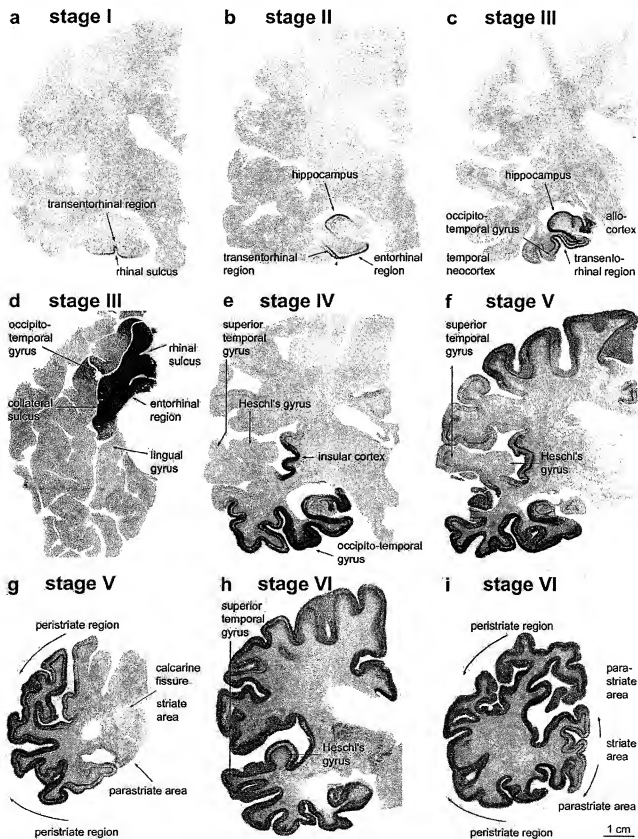 a stage I
transentorhinal region
rhinal sulcus
b stage II
hippocampus
transentorhinal
region
entorhinal
region
c stage III
hippocampus
occipito-
temporal gyrus
allo-
cortex
temporal
neocortex
transento-
rhinal region
d stage III
occipito-
temporal
gyrus
rhinal
sulcus
collateral
sulcus
entorhinal
region
lingual
gyrus
e stage IV
superior
temporal
gyrus
Heschl's gyrus
insular cortex
occipito-temporal
gyrus
f stage V
superior
temporal
gyrus
Heschl's
gyrus
g stage V
peristriate region
calcarine
fissure
striate
area
parastriate area
peristriate region
h stage VI
superior
temporal
gyrus
Heschl's
gyrus
i stage VI
peristriate region
para-
striate
area
striate
area
parastriate area
peristriate region
1 cm